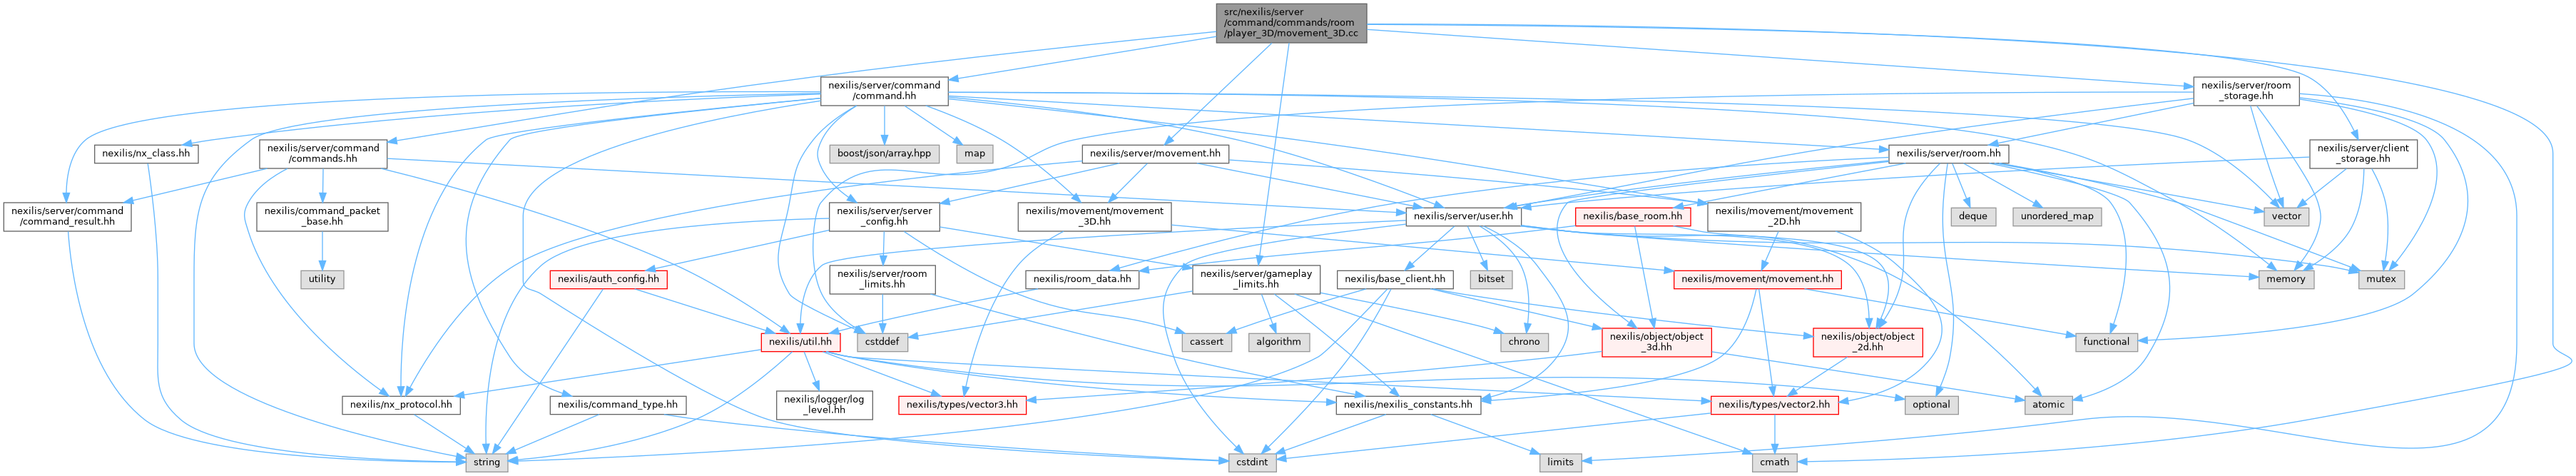 src/nexilis/server
/command/commands/room
/player_3D/movement_3D.cc
nexilis/server/command
/command.hh
nexilis/server/room
_storage.hh
nexilis/nx_class.hh
nexilis/server/command
/commands.hh
boost/json/array.hpp
map
nexilis/server/movement.hh
nexilis/server/room.hh
nexilis/server/client
_storage.hh
nexilis/server/command
/command_result.hh
nexilis/command_packet
_base.hh
nexilis/server/server
_config.hh
nexilis/movement/movement
_3D.hh
nexilis/server/user.hh
nexilis/base_room.hh
nexilis/movement/movement
_2D.hh
deque
unordered_map
vector
utility
nexilis/auth_config.hh
nexilis/server/room
_limits.hh
nexilis/room_data.hh
nexilis/server/gameplay
_limits.hh
nexilis/base_client.hh
bitset
nexilis/movement/movement.hh
memory
mutex
nexilis/util.hh
cstddef
cassert
algorithm
chrono
nexilis/object/object
_3d.hh
nexilis/object/object
_2d.hh
functional
nexilis/nx_protocol.hh
nexilis/command_type.hh
nexilis/logger/log
_level.hh
nexilis/types/vector3.hh
nexilis/nexilis_constants.hh
nexilis/types/vector2.hh
optional
atomic
string
cstdint
limits
cmath